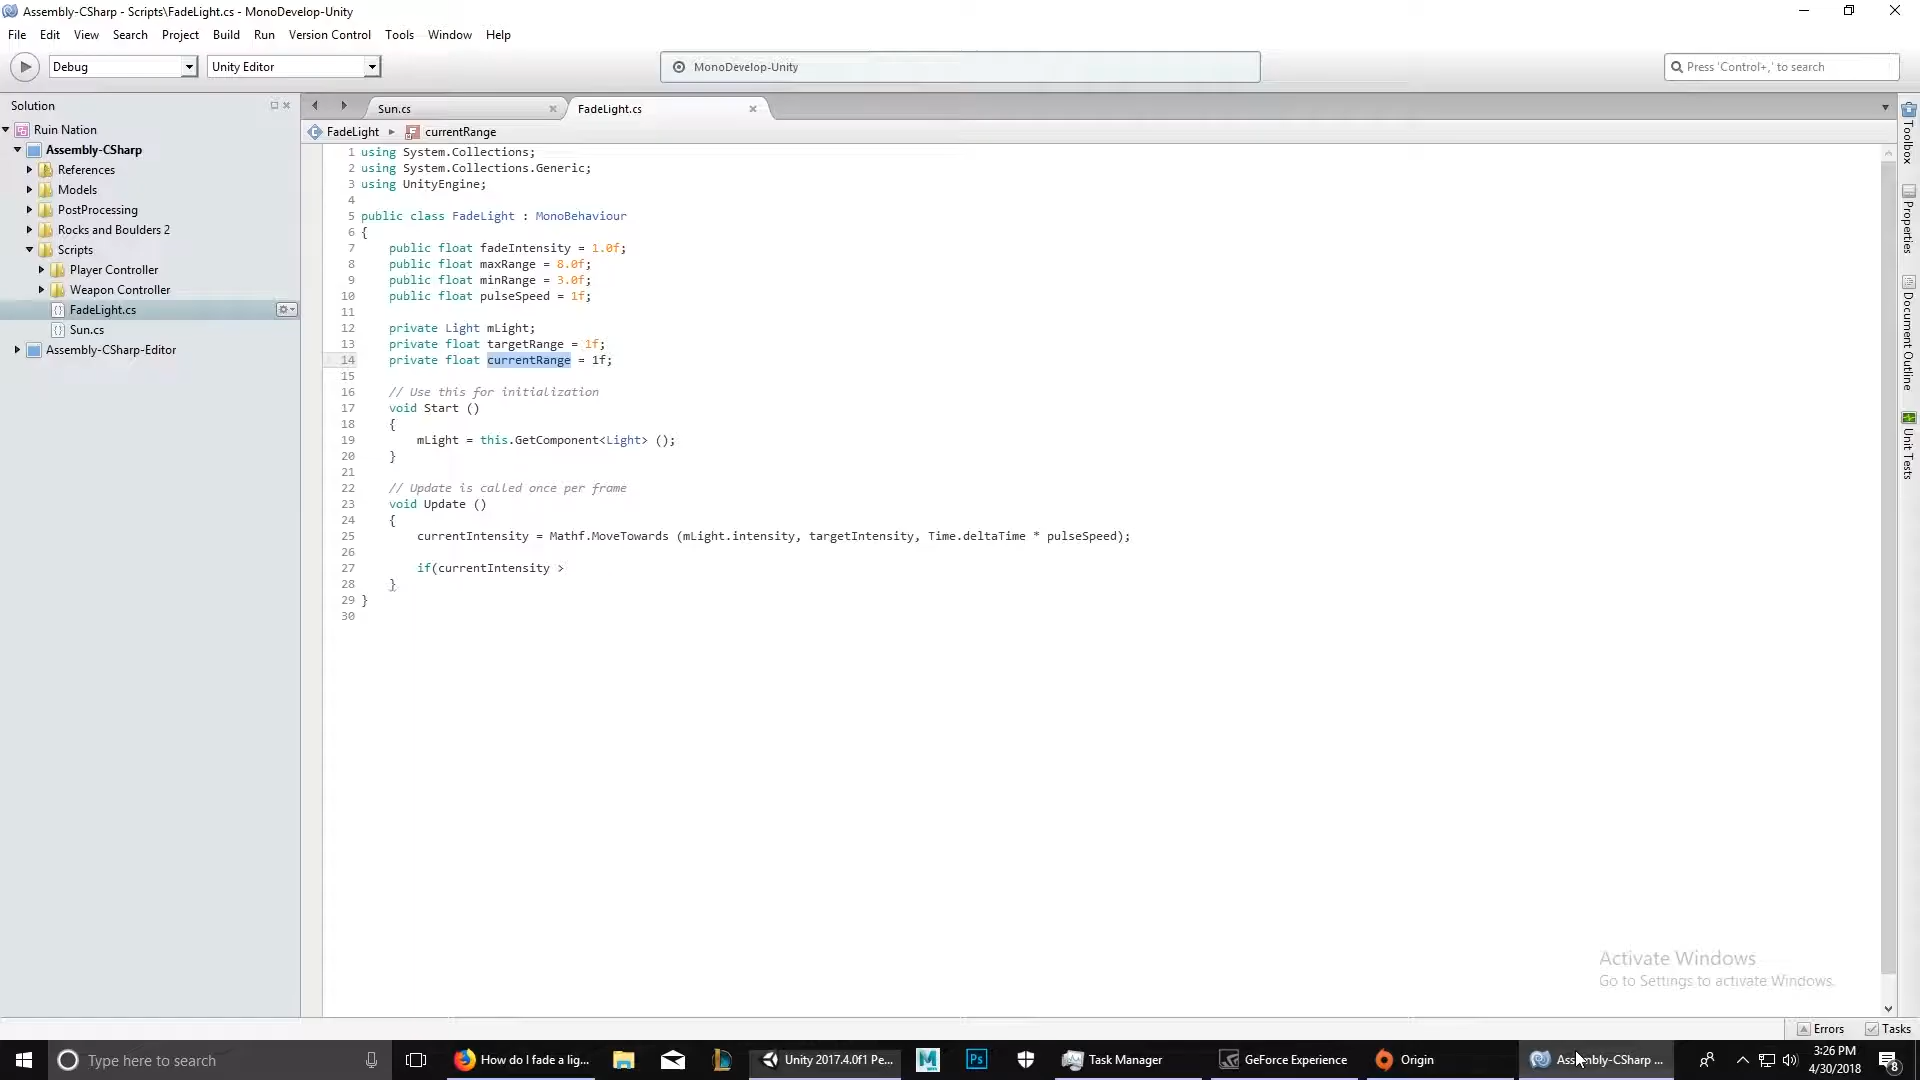 Assembly-CSharp - Scripts\FadeLight.cs - MonoDevelop-Unity
File Edit View Search Project Build Run Version Control Tools Window Help
Debug Unity Editor MonoDevelop-Unity Press 'Control+,' to search
Solution
Ruin Nation
Assembly-CSharp
References
Models
PostProcessing
Rocks and Boulders 2
Scripts
Player Controller
Weapon Controller
FadeLight.cs
Sun.cs
Assembly-CSharp-Editor
Sun.cs FadeLight.cs
FadeLight currentRange
1 using System.Collections;
2 using System.Collections.Generic;
3 using UnityEngine;
4
5 public class FadeLight : MonoBehaviour
6 {
7 public float fadeIntensity = 1.0f;
8 public float maxRange = 8.0f;
9 public float minRange = 3.0f;
10 public float pulseSpeed = 1f;
11
12 private Light mLight;
13 private float targetRange = 1f;
14 private float currentRange = 1f;
15
16 // Use this for initialization
17 void Start ()
18 {
19 mLight = this.GetComponent<Light> ();
20 }
21
22 // Update is called once per frame
23 void Update ()
24 {
25 currentIntensity = Mathf.MoveTowards (mLight.intensity, targetIntensity, Time.deltaTime * pulseSpeed);
26
27 if(currentIntensity >
28 }
29 }
30
Toolbox
Properties
Document Outline
Unit Tests
Activate Windows
Go to Settings to activate Windows.
Errors Tasks
Type here to search How do I fade a lig... Unity 2017.4.0f1 Pe... Ps Task Manager GeForce Experience Origin Assembly-CSharp ...
3:26 PM
4/30/2018
8